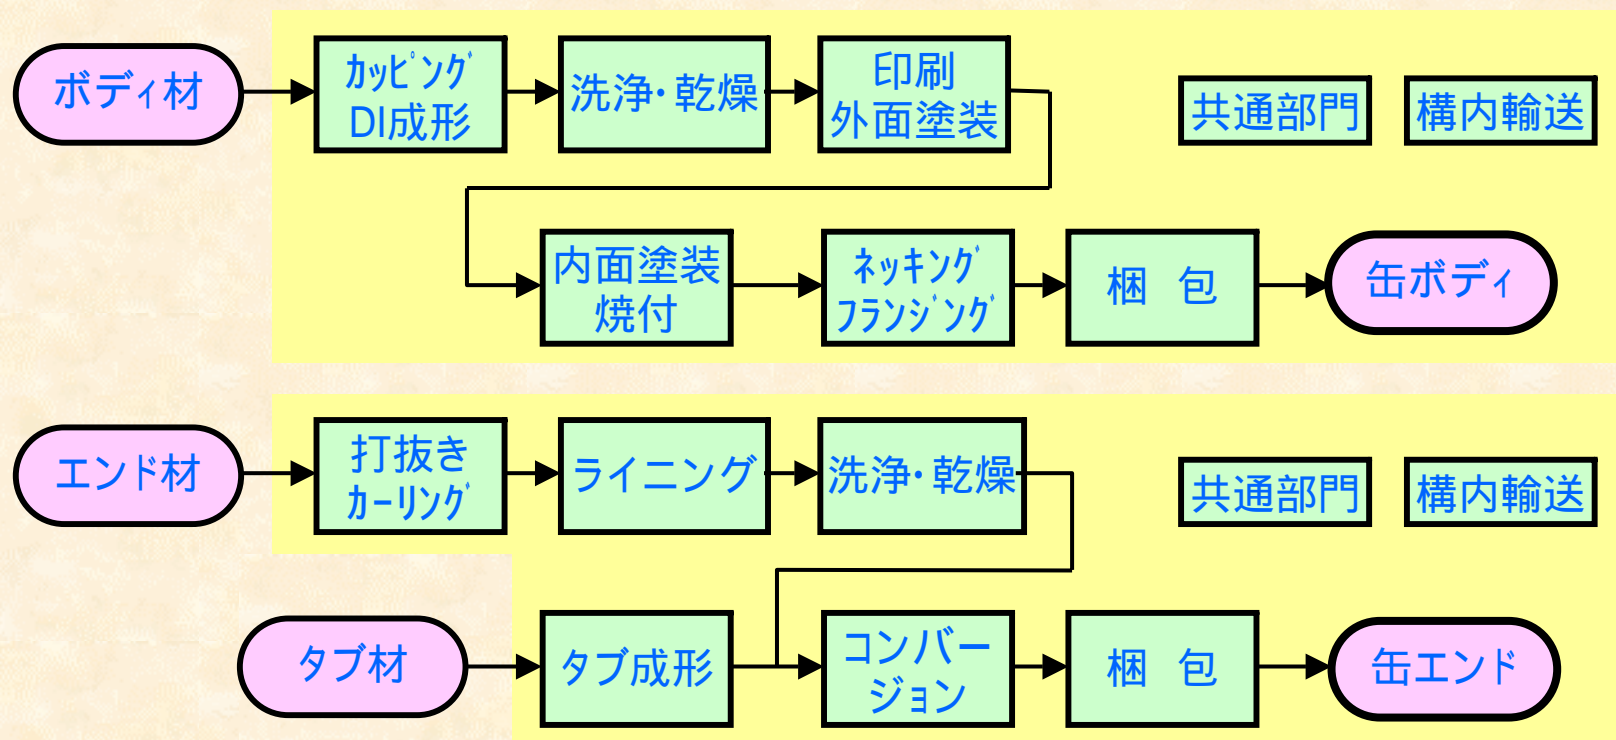 ボディ材
ｶｯﾋﾟﾝｸﾞ
DI成形
洗浄・乾燥
印刷
外面塗装
共通部門
構内輸送
内面塗装
焼付
ﾈｯｷﾝｸﾞ
ﾌﾗﾝｼﾞﾝｸﾞ
梱　包
缶ボディ
エンド材
打抜き
ｶｰﾘﾝｸﾞ
ライニング
洗浄・乾燥
共通部門
構内輸送
タブ材
タブ成形
コンバー
ジョン
梱　包
缶エンド